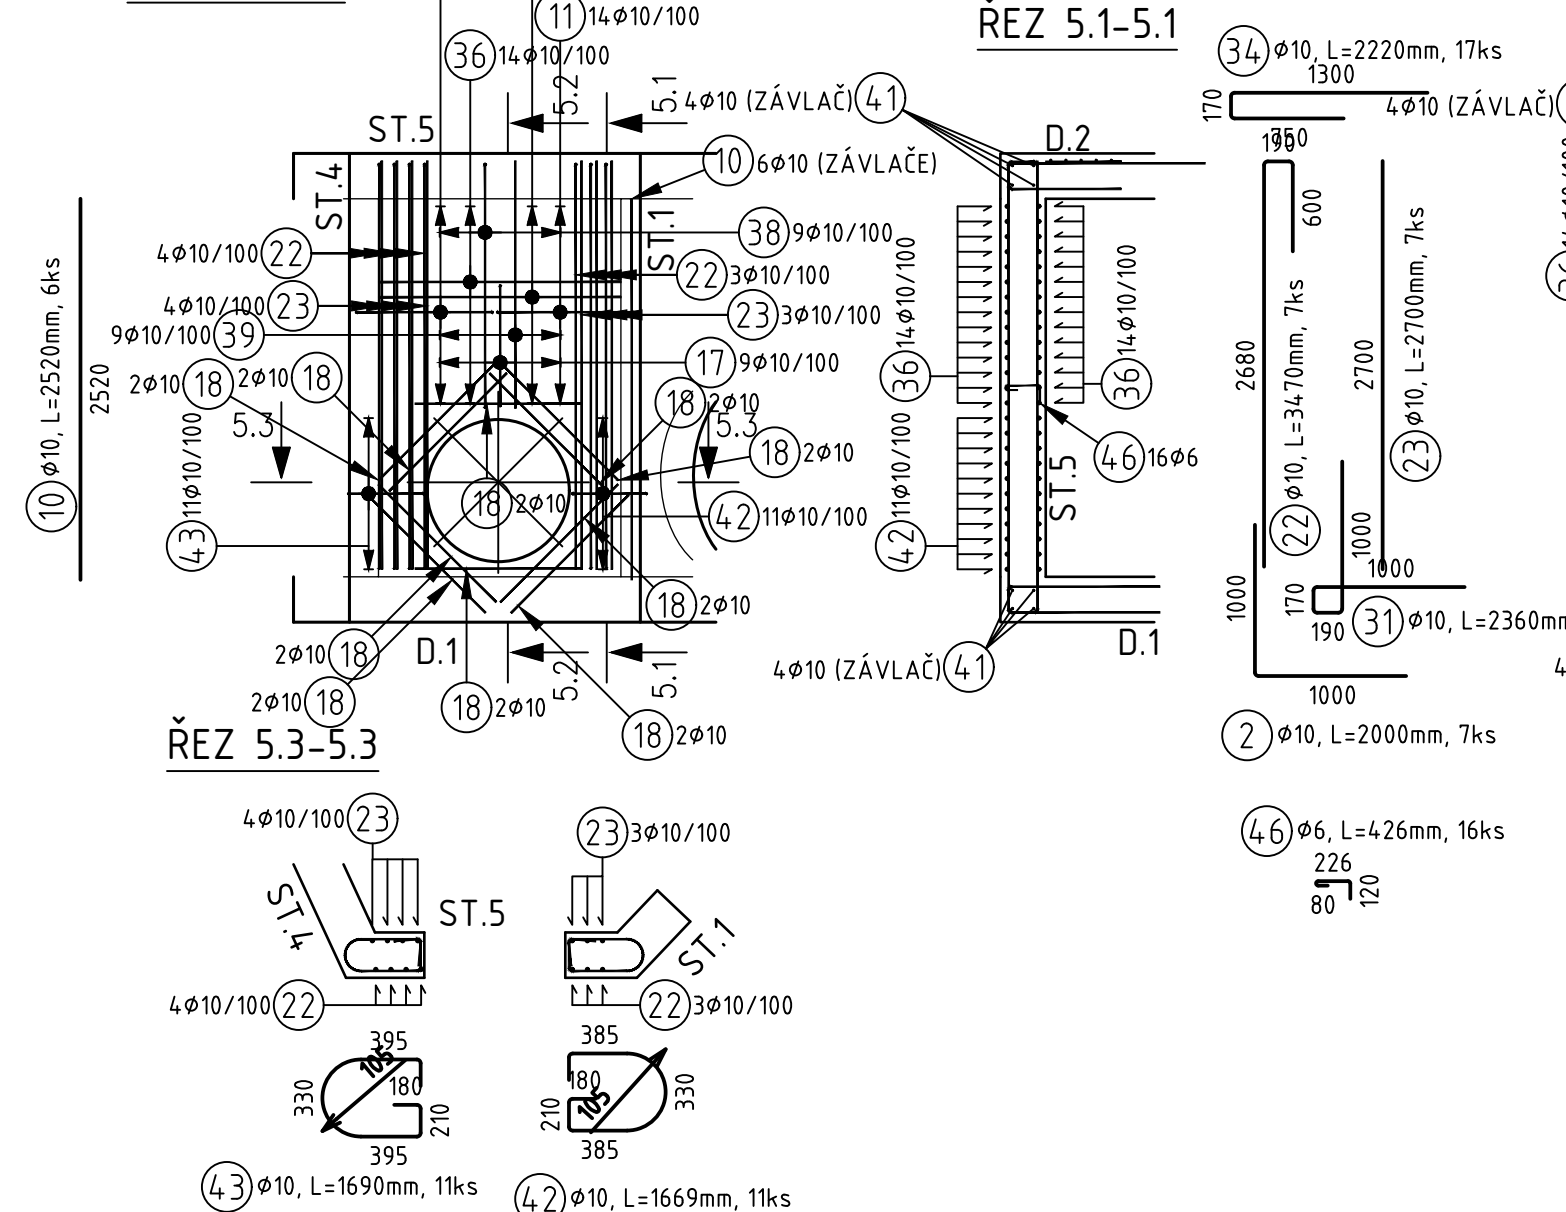 11 14ϕ10/100
36 14ϕ10/100
5.2
5.1
ST.5
ST.4
ST.1
10 6ϕ10 (ZÁVLAČE)
4ϕ10/100 22
38 9ϕ10/100
22 3ϕ10/100
4ϕ10/100 23
23 3ϕ10/100
9ϕ10/100 39
17 9ϕ10/100
2ϕ10 18
2ϕ10 18
18 2ϕ10
5.3
5.3
18 2ϕ10
18 2ϕ10
42 11ϕ10/100
43 11ϕ10/100
18 2ϕ10
2ϕ10 18
D.1
5.2
5.1
2ϕ10 18
18 2ϕ10
18 2ϕ10
10 ϕ10, L=2520mm, 6ks
2520
ŘEZ 5.1-5.1
4ϕ10 (ZÁVLAČ) 41
D.2
36 14ϕ10/100
36 14ϕ10/100
42 11ϕ10/100
46 16ϕ6
ST.5
D.1
4ϕ10 (ZÁVLAČ) 41
34 ϕ10, L=2220mm, 17ks
1300
170
750
4ϕ10 (ZÁVLAČ)
190
600
2680
22 ϕ10, L=3470mm, 7ks
2700
23 ϕ10, L=2700mm, 7ks
1000
1000
170
190
31 ϕ10, L=2360mm
1000
1000
2 ϕ10, L=2000mm, 7ks
46 ϕ6, L=426mm, 16ks
226
80
120
ŘEZ 5.3-5.3
4ϕ10/100 23
23 3ϕ10/100
ST.4
ST.5
ST.1
4ϕ10/100 22
22 3ϕ10/100
395
105
180
330
210
395
43 ϕ10, L=1690mm, 11ks
385
180
105
210
330
385
42 ϕ10, L=1669mm, 11ks